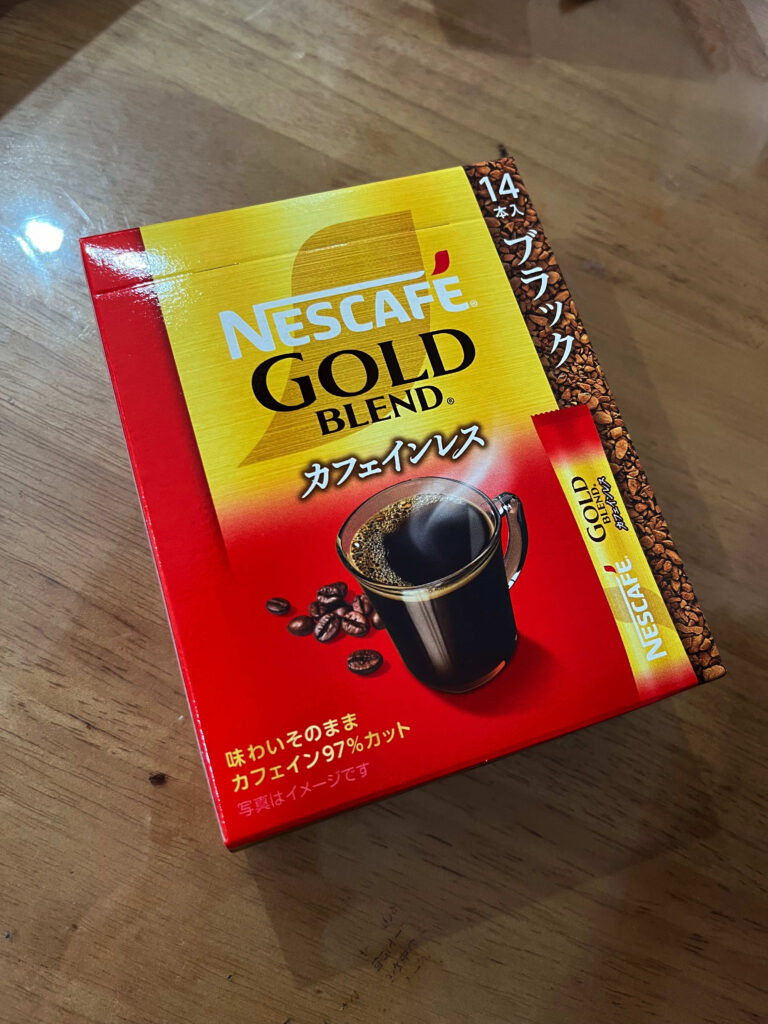 14
本入
ブラック
NESCAFÉ®
GOLD
BLEND®
カフェインレス
NESCAFÉ
GOLD
BLEND
カフェインレス
味わいそのまま
カフェイン97%カット
写真はイメージです